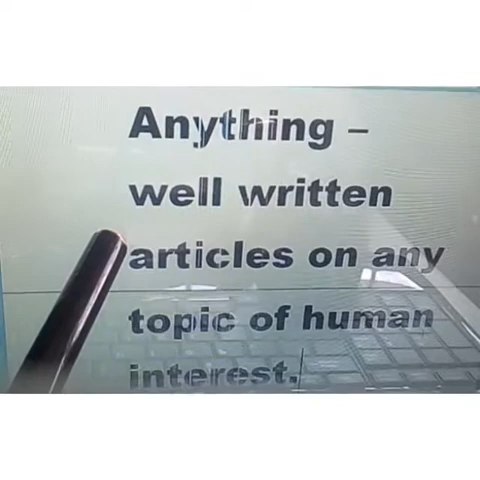 Anything –
well written
articles on any
topic of human
interest.